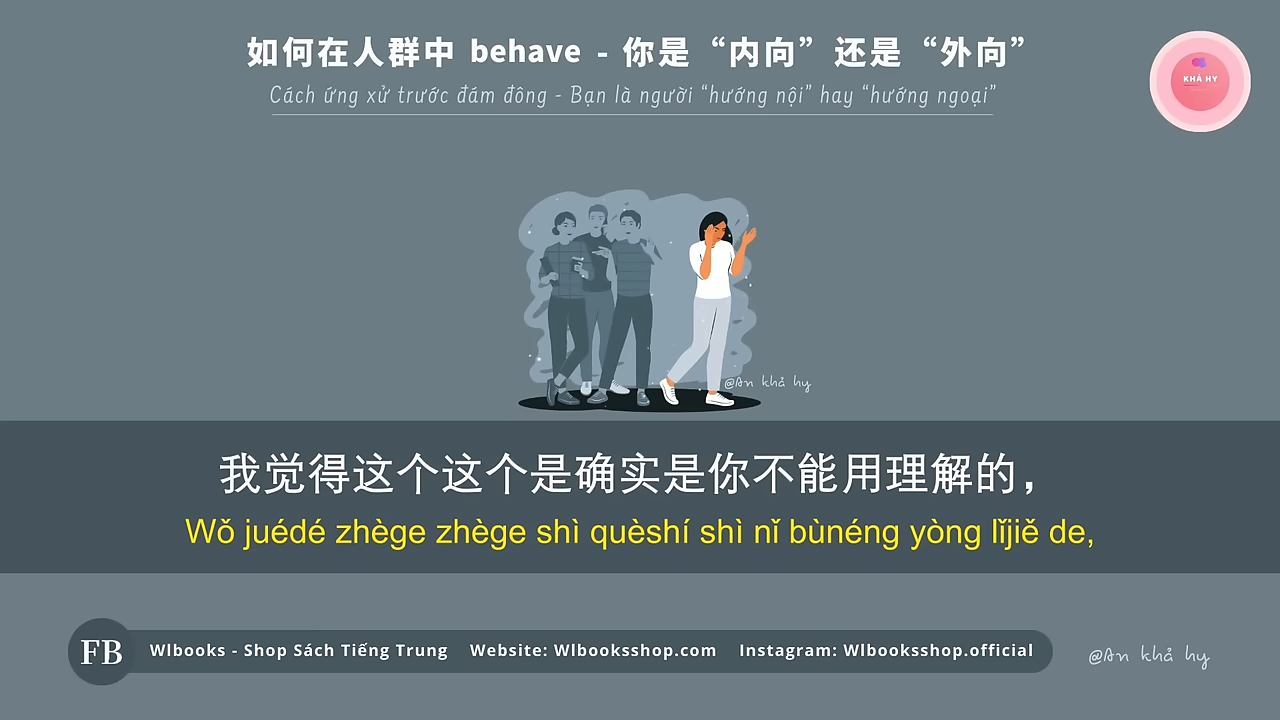 如何在人群中 behave - 你是“内向”还是“外向”
Cách ứng xử trước đám đông - Bạn là người “hướng nội” hay “hướng ngoại”
KHẢ HY
@An khả hy
我觉得这个这个是确实是你不能用理解的，
Wǒ juédé zhège zhège shì quèshí shì nǐ bùnéng yòng lǐjiě de,
FB
Wlbooks - Shop Sách Tiếng Trung Website: Wlbooksshop.com Instagram: Wlbooksshop.official
@An khả hy